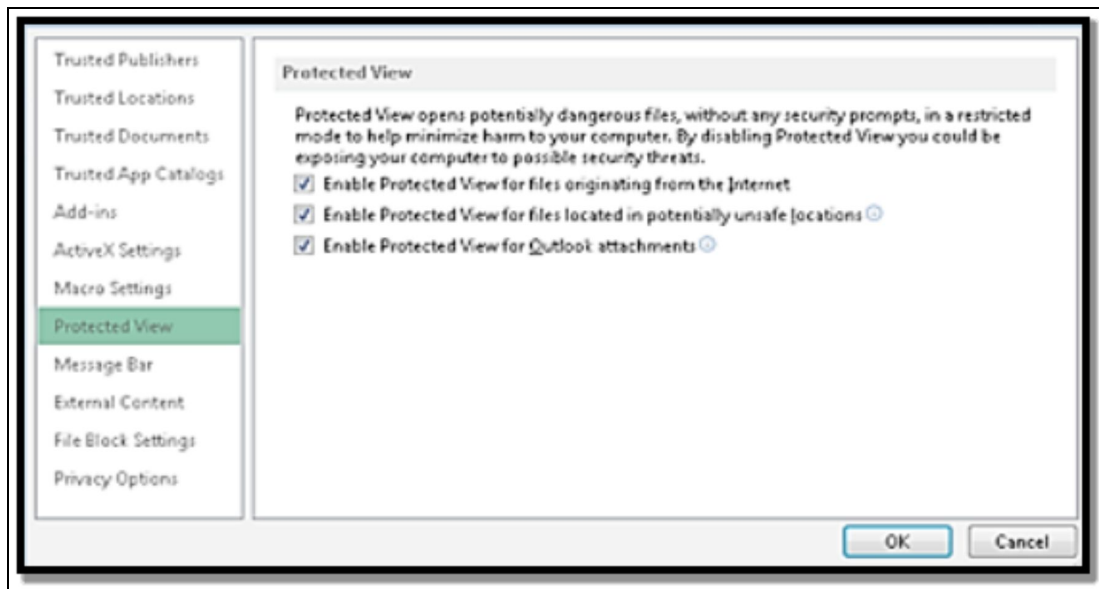 Trusted Publishers
Trusted Locations
Trusted Documents
Trusted App Catalogs
Add-ins
ActiveX Settings
Macro Settings
Protected View
Message Bar
External Content
File Block Settings
Privacy Options
Protected View
Protected View opens potentially dangerous files, without any security prompts, in a restricted
mode to help minimize harm to your computer. By disabling Protected View you could be
exposing your computer to possible security threats.
Enable Protected View for files originating from the Internet
Enable Protected View for files located in potentially unsafe locations
Enable Protected View for Outlook attachments
OK
Cancel